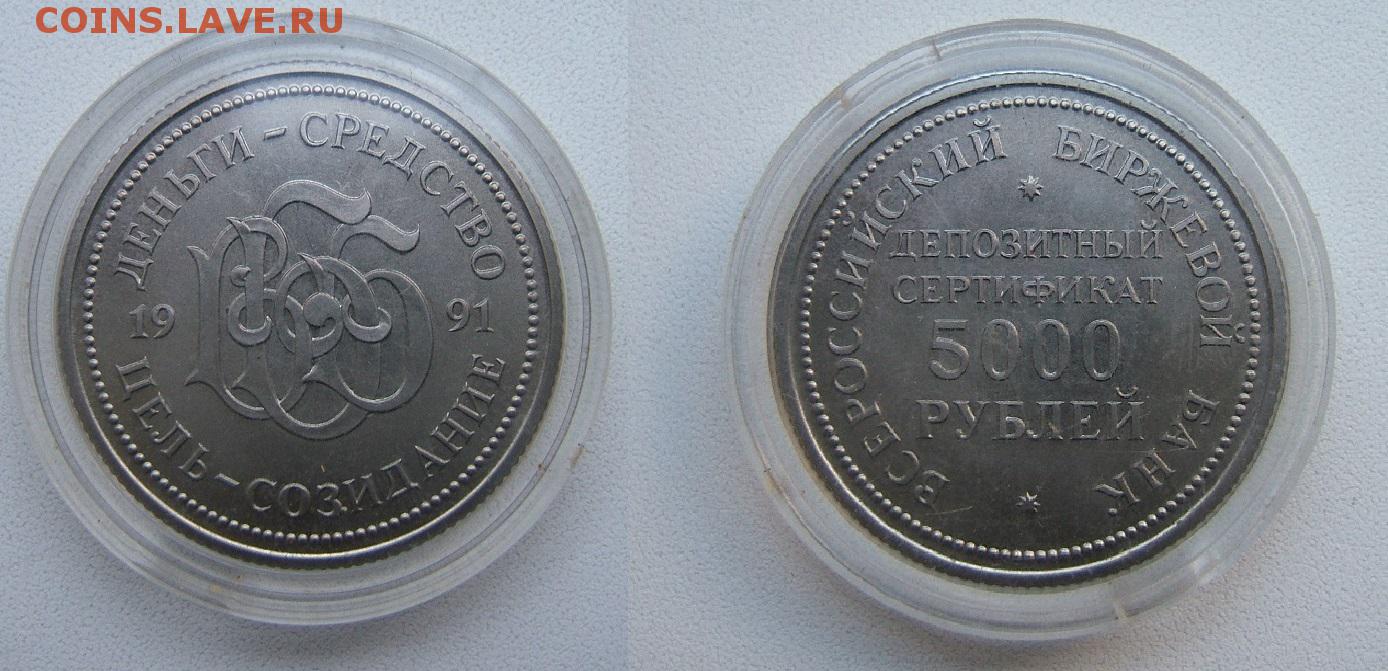 COINS.LAVE.RU
ДЕНЬГИ – СРЕДСТВО
19 91
ЦЕЛЬ – СОЗИДАНИЕ
ВСЕРОССИЙСКИЙ БИРЖЕВОЙ БАНК
ДЕПОЗИТНЫЙ
СЕРТИФИКАТ
5000
РУБЛЕЙ